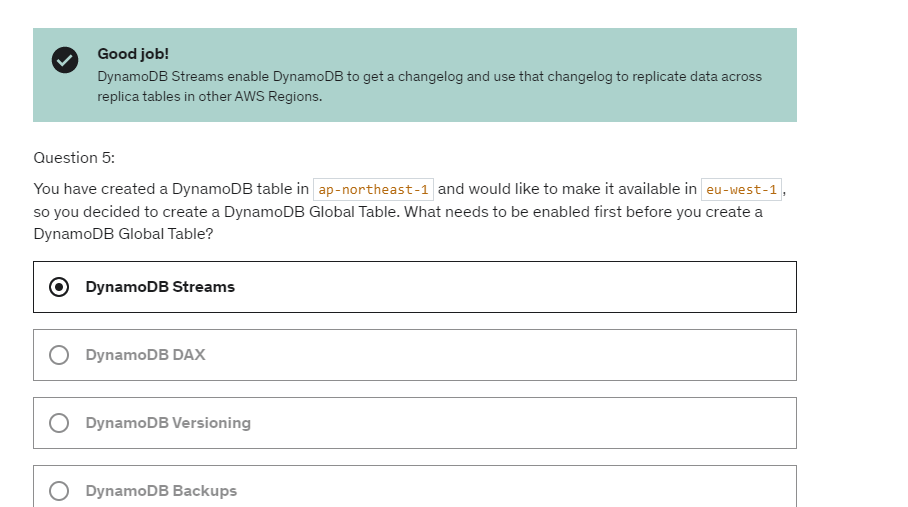 Good job!
DynamoDB Streams enable DynamoDB to get a changelog and use that changelog to replicate data across
replica tables in other AWS Regions.
Question 5:
You have created a DynamoDB table in ap-northeast-1 and would like to make it available in eu-west-1,
so you decided to create a DynamoDB Global Table. What needs to be enabled first before you create a
DynamoDB Global Table?
DynamoDB Streams
DynamoDB DAX
DynamoDB Versioning
DynamoDB Backups